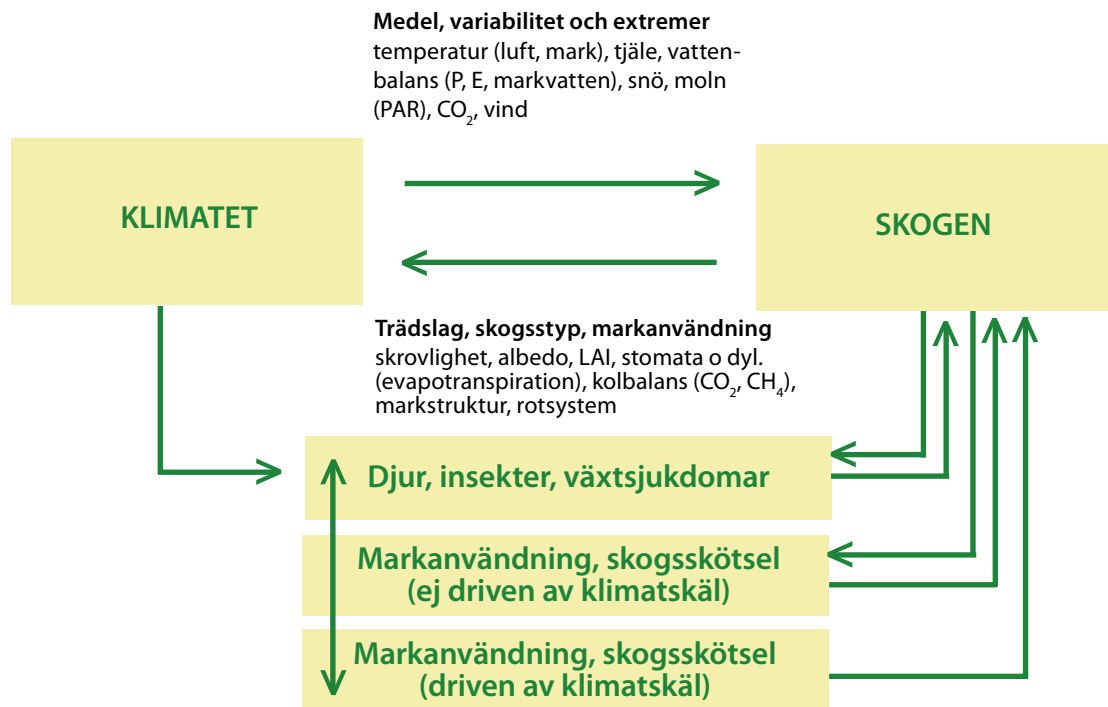 Medel, variabilitet och extremer
temperatur (luft, mark), tjäle, vatten-
balans (P, E, markvatten), snö, moln
(PAR), CO₂, vind
KLIMATET
SKOGEN
Trädslag, skogsstyp, markanvändning
skrovlighet, albedo, LAI, stomata o dyl.
(evapotranspiration), kolbalans (CO₂, CH₄),
markstruktur, rotsystem
Djur, insekter, växtsjukdomar
Markanvändning, skogsskötsel
(ej driven av klimatskäl)
Markanvändning, skogsskötsel
(driven av klimatskäl)